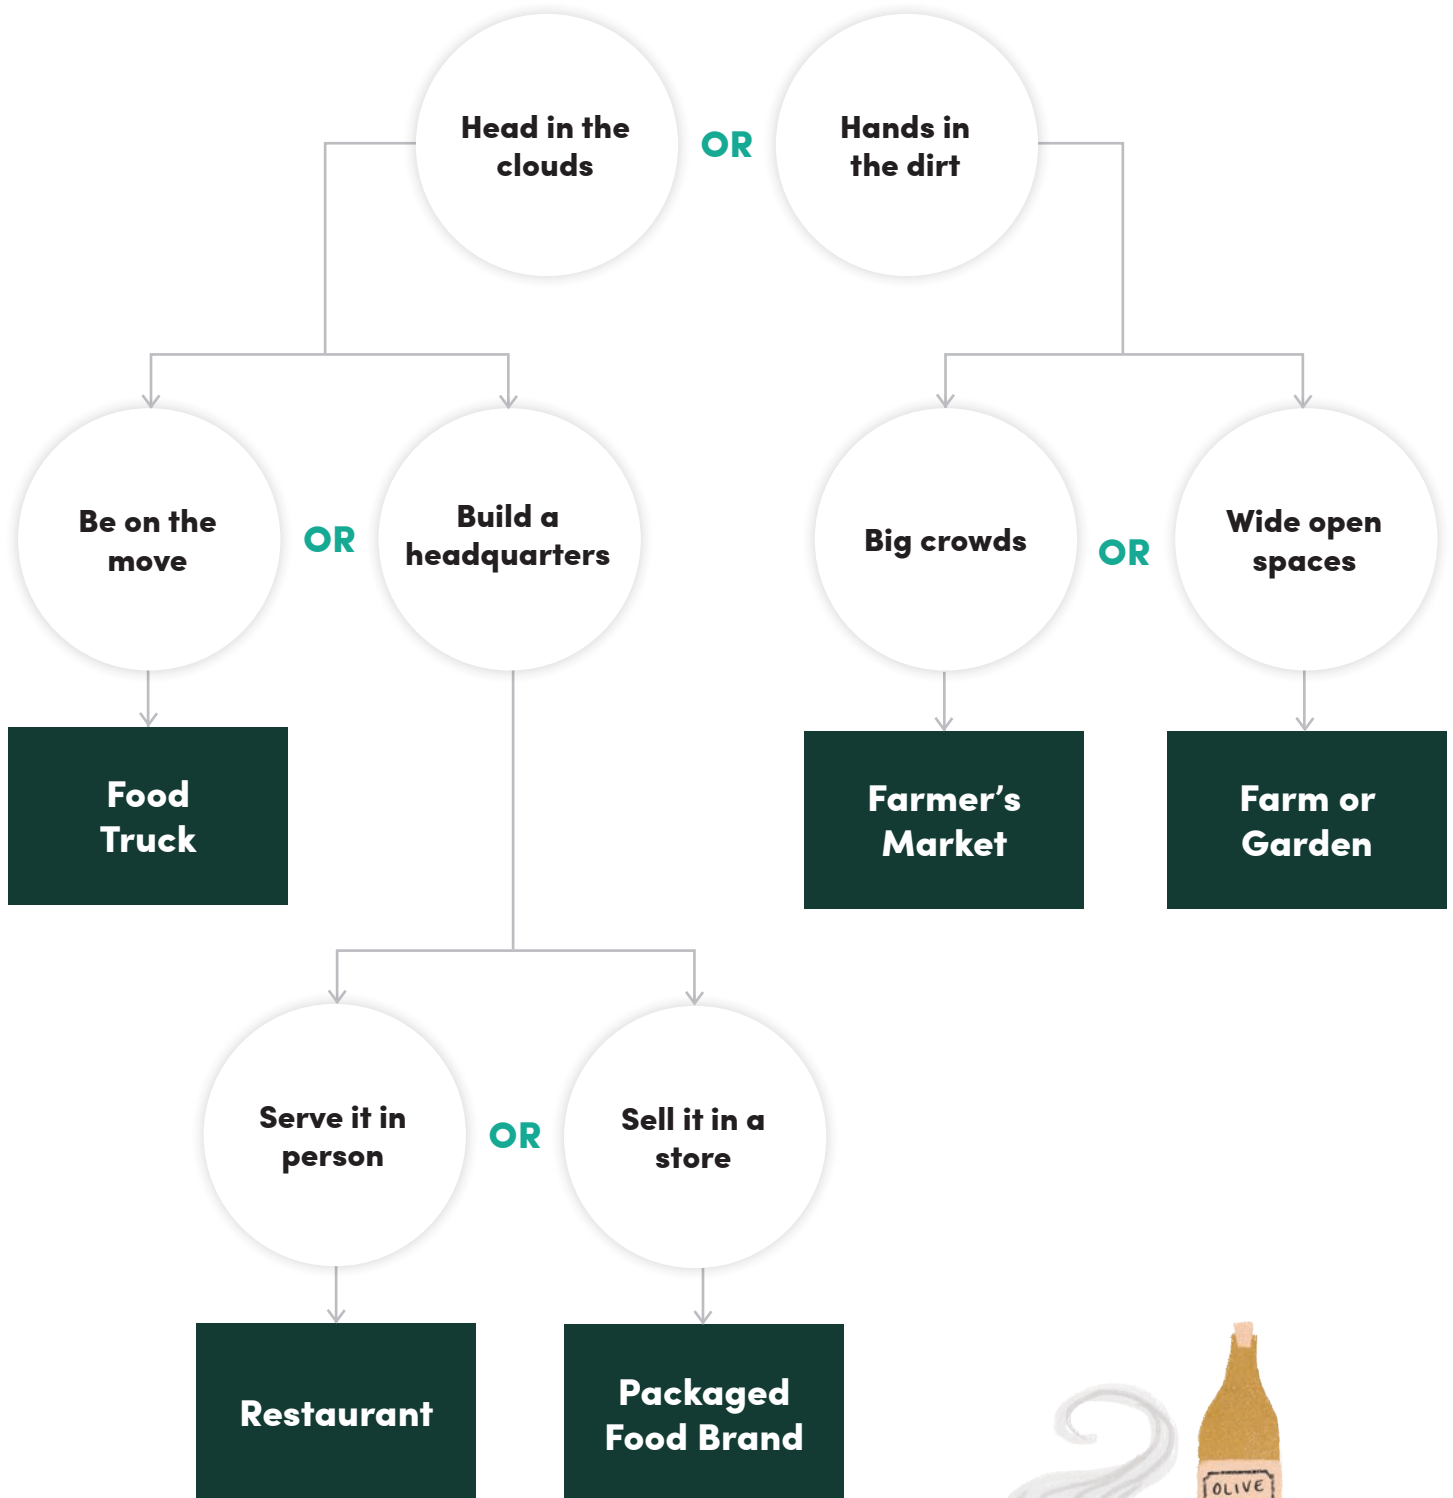 Head in the
clouds
OR
Hands in
the dirt
Be on the
move
OR
Build a
headquarters
Big crowds
OR
Wide open
spaces
Food
Truck
Farmer’s
Market
Farm or
Garden
Serve it in
person
OR
Sell it in a
store
Restaurant
Packaged
Food Brand
OLIVE